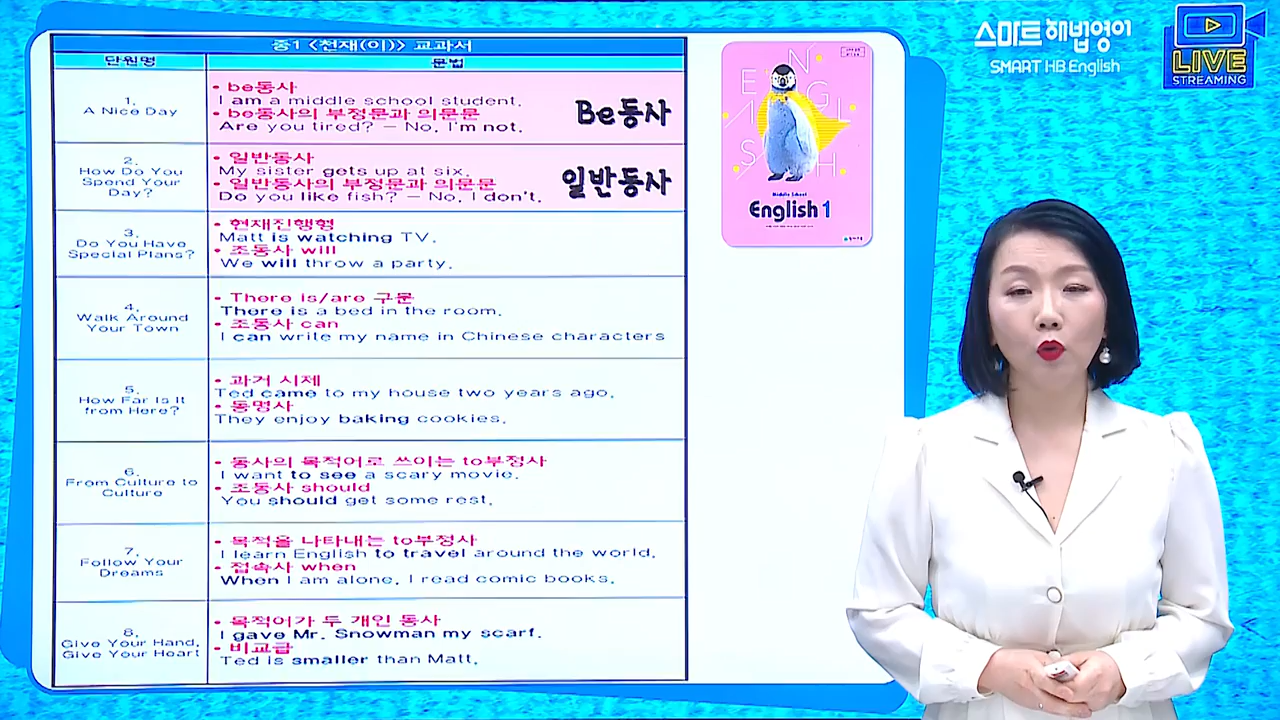 중1 <천재(이)> 교과서
단원명
문법
1.
A Nice Day
• be동사
I am a middle school student.
• be동사의 부정문과 의문문
Are you tired? – No, I'm not.
Be동사
2.
How Do You
Spend Your
Day?
• 일반동사
My sister gets up at six.
• 일반동사의 부정문과 의문문
Do you like fish? – No, I don't.
일반동사
3.
Do You Have
Special Plans?
• 현재진행형
Matt is watching TV.
• 조동사 will
We will throw a party.
4.
Walk Around
Your Town
• There is/are 구문
There is a bed in the room.
• 조동사 can
I can write my name in Chinese characters
5.
How Far Is It
from Here?
• 과거 시제
Ted came to my house two years ago.
• 동명사
They enjoy baking cookies.
6.
From Culture to
Culture
• 동사의 목적어로 쓰이는 to부정사
I want to see a scary movie.
• 조동사 should
You should get some rest.
7.
Follow Your
Dreams
• 목적을 나타내는 to부정사
I learn English to travel around the world.
• 접속사 when
When I am alone, I read comic books.
8.
Give Your Hand,
Give Your Heart
• 목적어가 두 개인 동사
I gave Mr. Snowman my scarf.
• 비교급
Ted is smaller than Matt.
EN
GL
SH
Middle School
English 1
스마트 해법영어
SMART HB English
LIVE
STREAMING